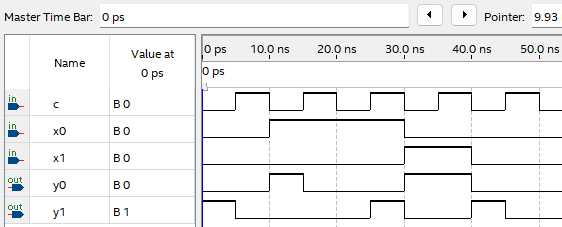 Master Time Bar: 0 ps Pointer: 9.93
Name Value at 0 ps 0 ps 10.0 ns 20.0 ns 30.0 ns 40.0 ns 50.0 ns
0 ps
in c B 0
in x0 B 0
in x1 B 0
out y0 B 0
out y1 B 1